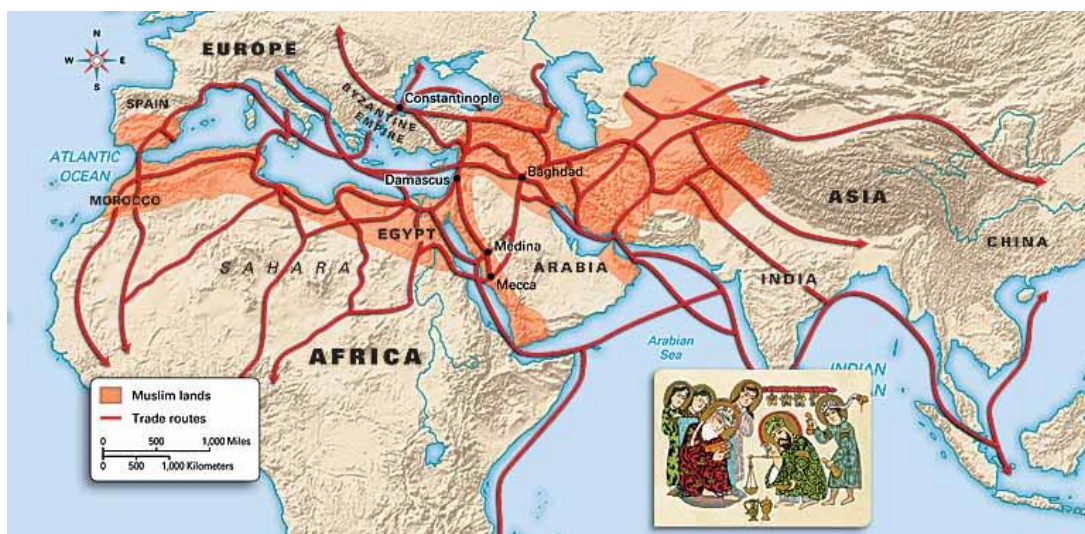 N
W E
S
EUROPE
SPAIN
BYZANTINE
EMPIRE
Constantinople
ATLANTIC
OCEAN
MOROCCO
Damascus
Baghdad
ASIA
CHINA
EGYPT
Medina
ARABIA
Mecca
SAHARA
INDIA
AFRICA
Arabian
Sea
INDIAN
Muslim lands
Trade routes
0 500 1,000 Miles
0 500 1,000 Kilometers